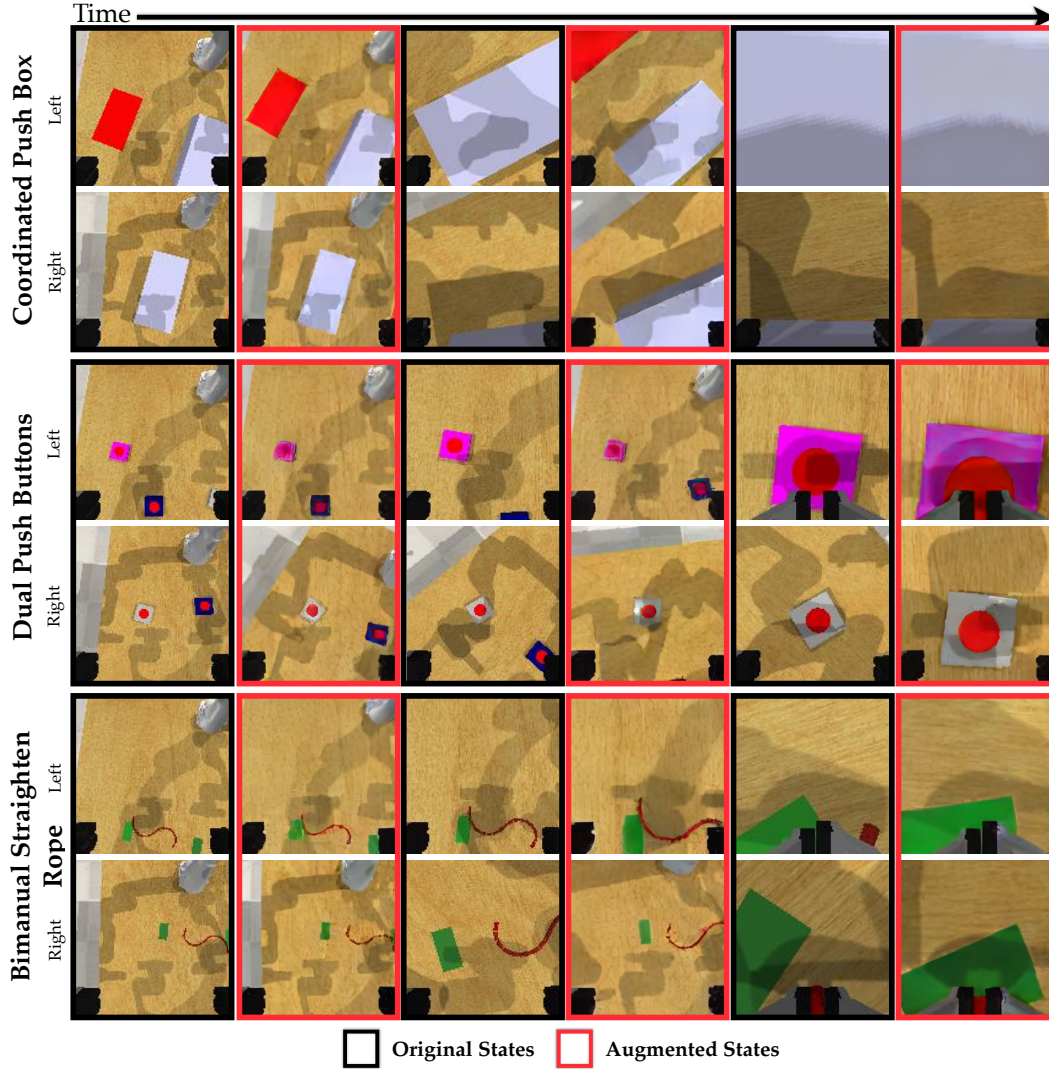 Time
Coordinated Push Box
Left
Right
Dual Push Buttons
Left
Right
Bimanual Straighten
Rope
Left
Right
Original States
Augmented States